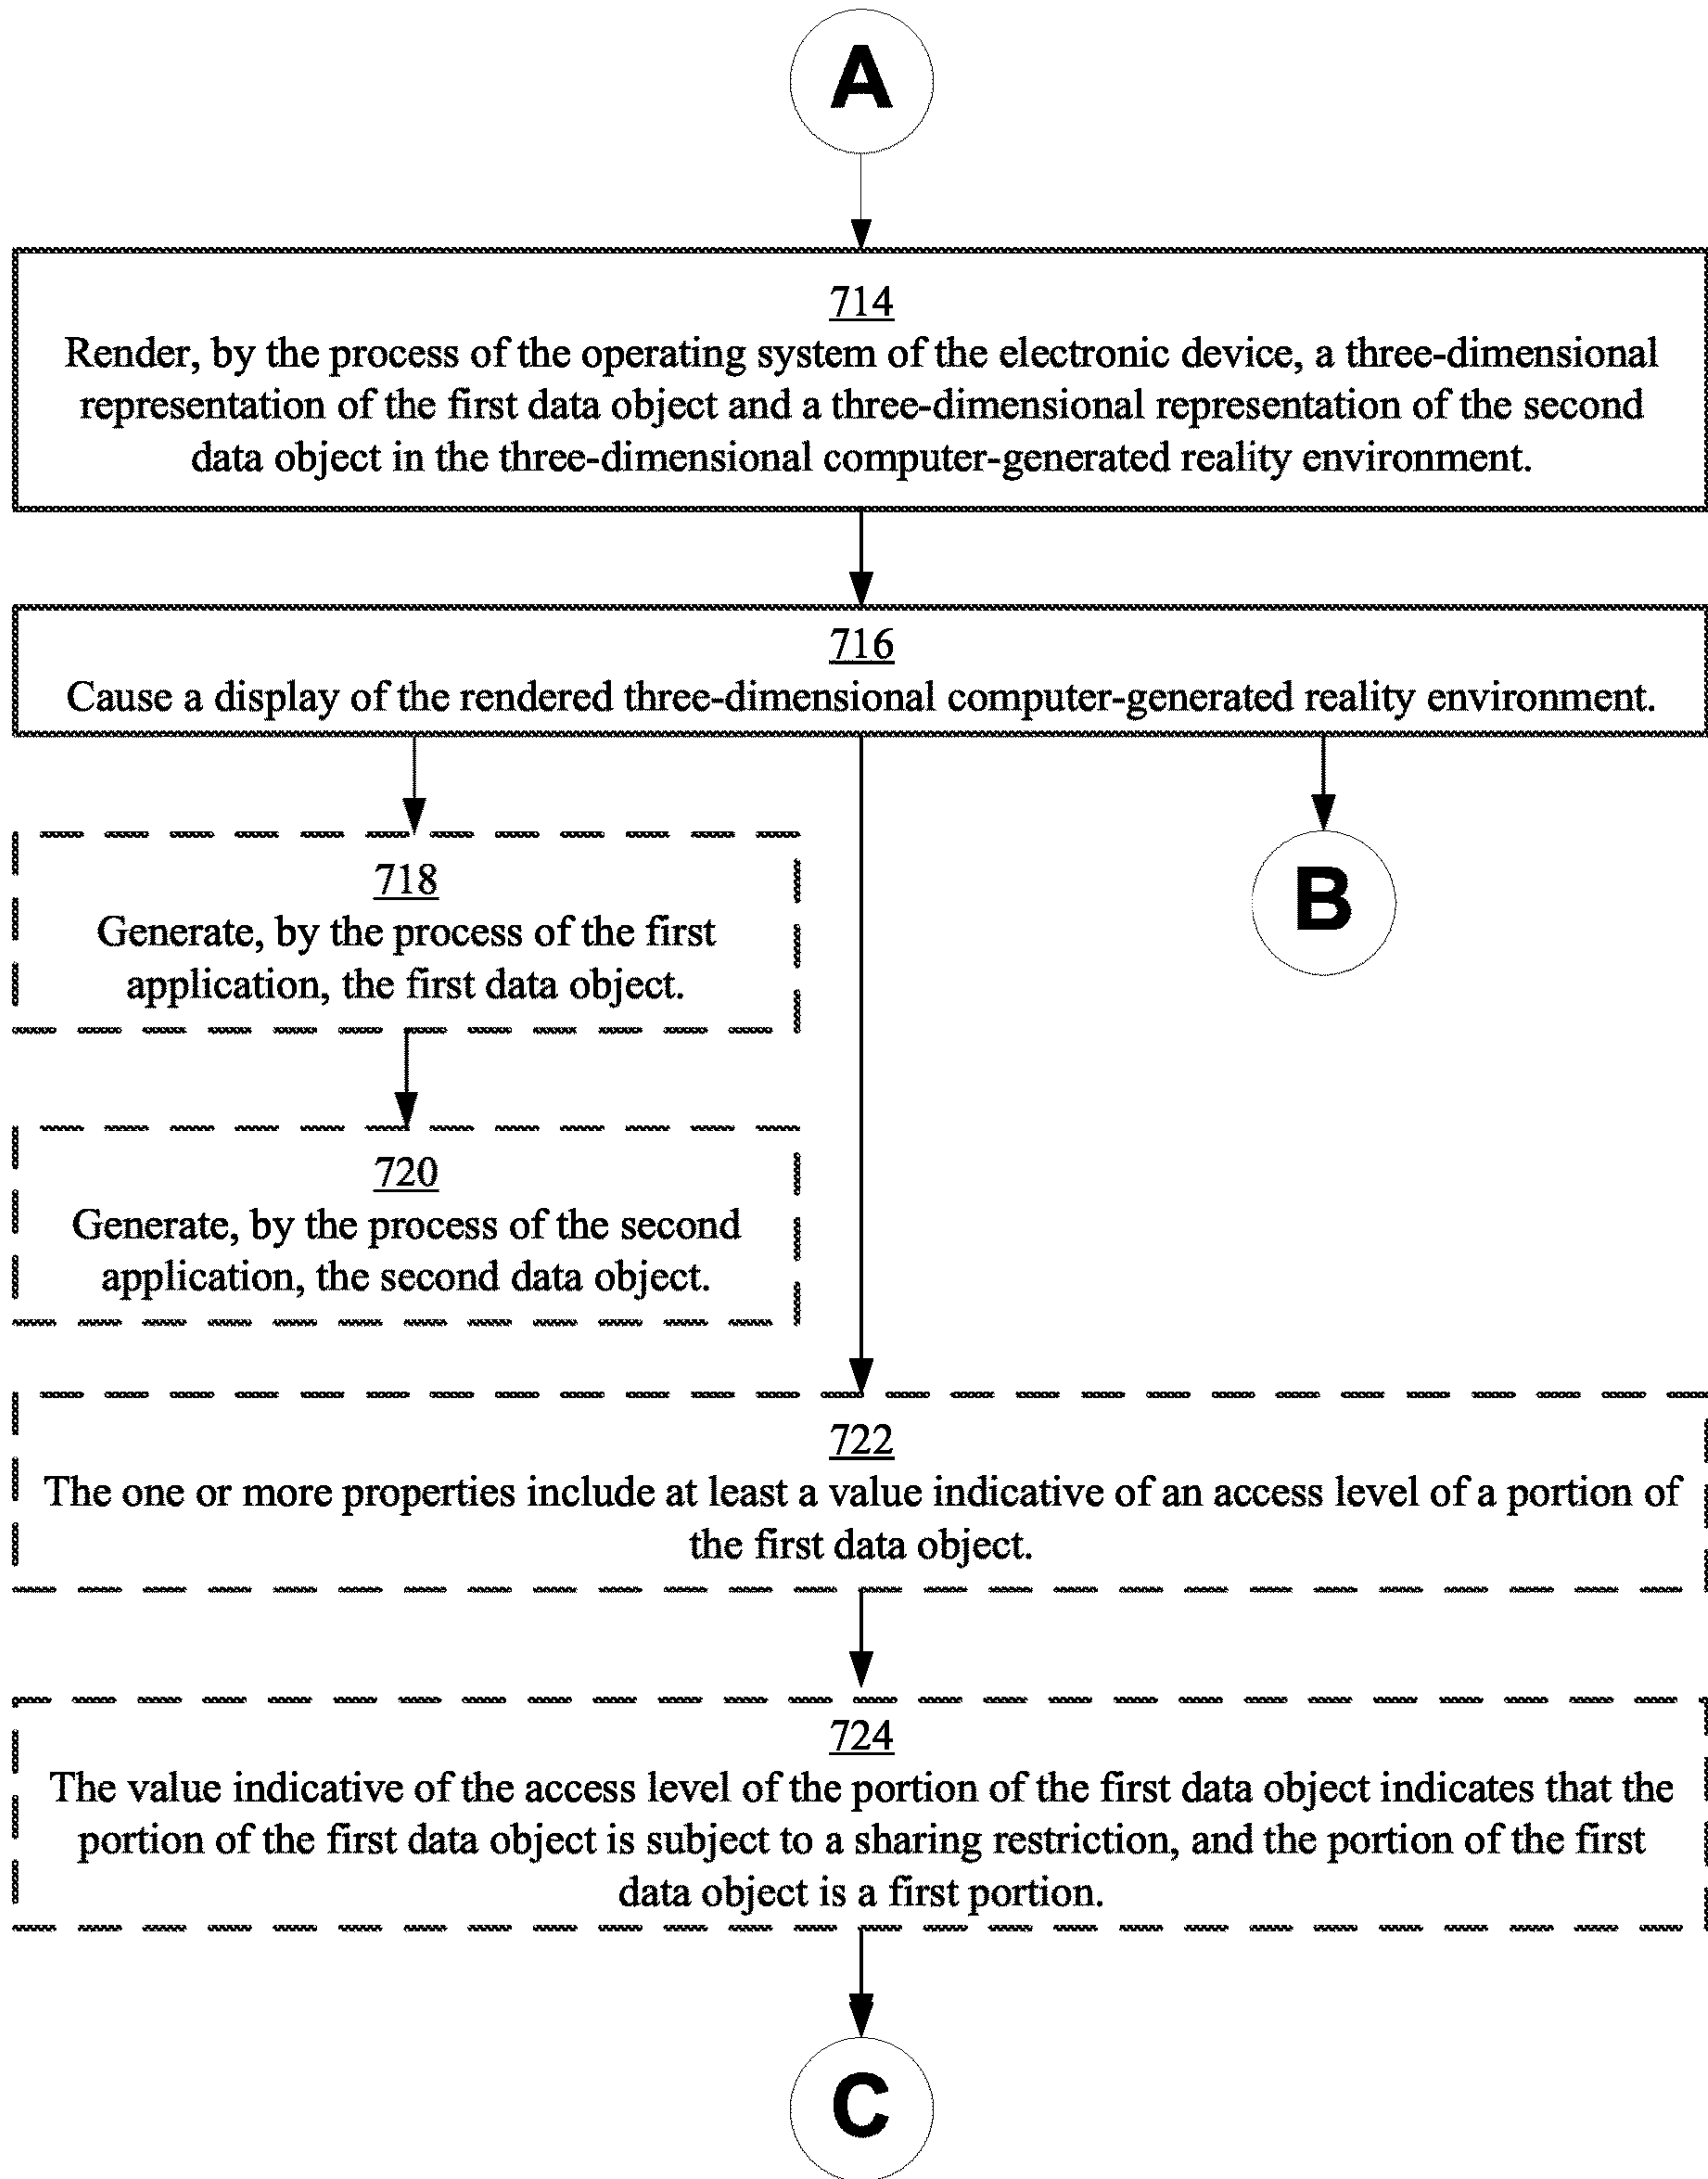 A
714
Render, by the process of the operating system of the electronic device, a three-dimensional
representation of the first data object and a three-dimensional representation of the second
data object in the three-dimensional computer-generated reality environment.
716
Cause a display of the rendered three-dimensional computer-generated reality environment.
718
Generate, by the process of the first
application, the first data object.
B
720
Generate, by the process of the second
application, the second data object.
722
The one or more properties include at least a value indicative of an access level of a portion of
the first data object.
724
The value indicative of the access level of the portion of the first data object indicates that the
portion of the first data object is subject to a sharing restriction, and the portion of the first
data object is a first portion.
C